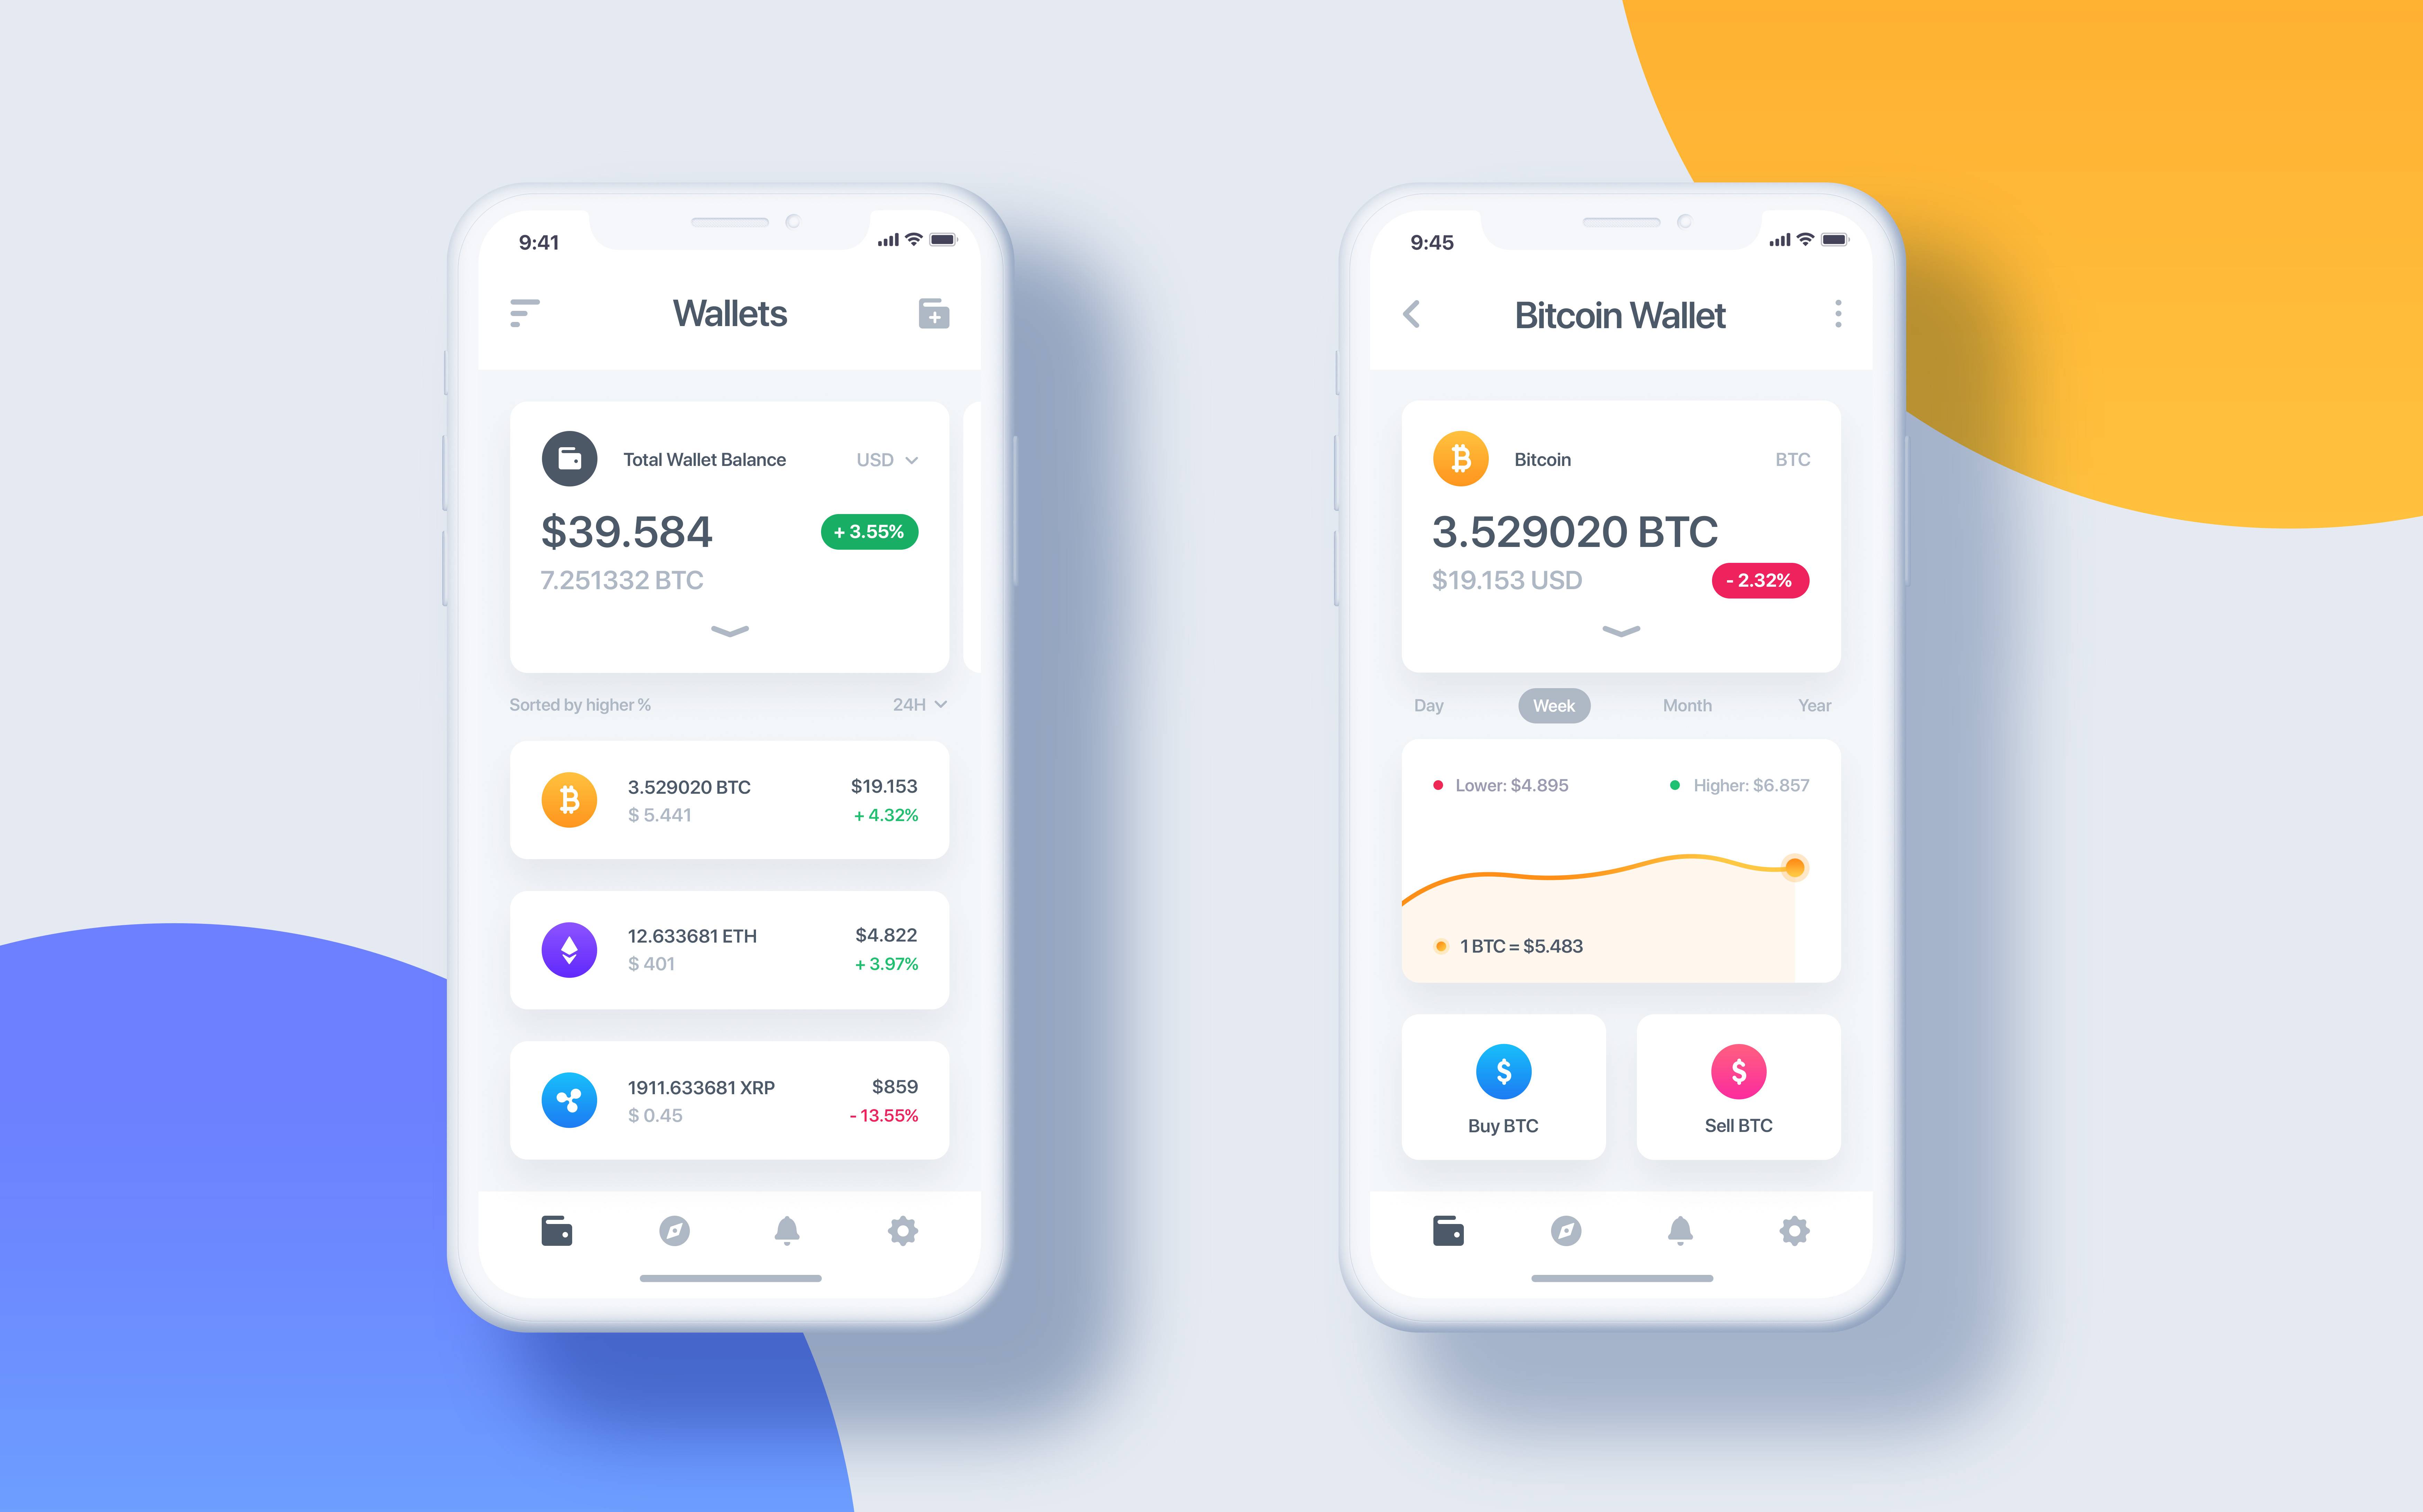 9:41
Wallets
Total Wallet Balance USD
$39.584 + 3.55%
7.251332 BTC
Sorted by higher % 24H
3.529020 BTC $19.153
$ 5.441 + 4.32%
12.633681 ETH $4.822
$ 401 + 3.97%
1911.633681 XRP $859
$ 0.45 - 13.55%
9:45
Bitcoin Wallet
Bitcoin BTC
3.529020 BTC
$19.153 USD - 2.32%
Day Week Month Year
Lower: $4.895 Higher: $6.857
1 BTC = $5.483
Buy BTC Sell BTC